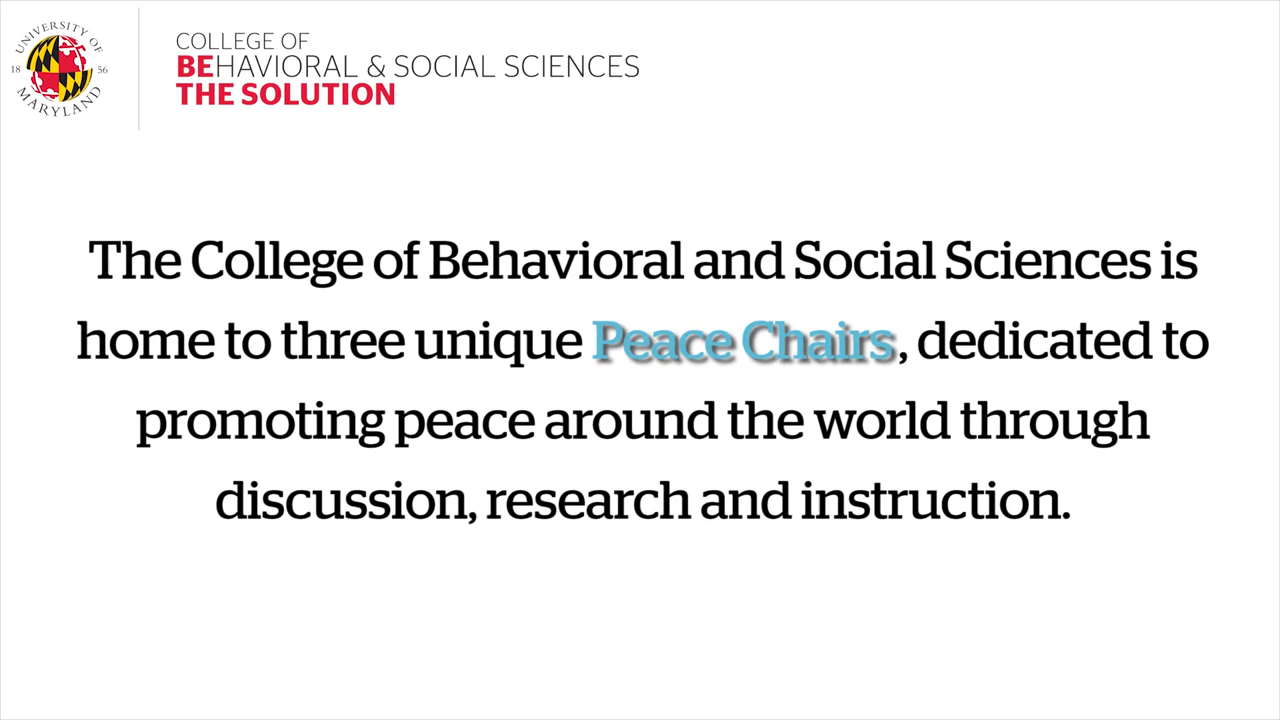 UNIVERSITY OF
18 56
MARYLAND
COLLEGE OF
BEHAVIORAL & SOCIAL SCIENCES
THE SOLUTION
The College of Behavioral and Social Sciences is
home to three unique Peace Chairs, dedicated to
promoting peace around the world through
discussion, research and instruction.